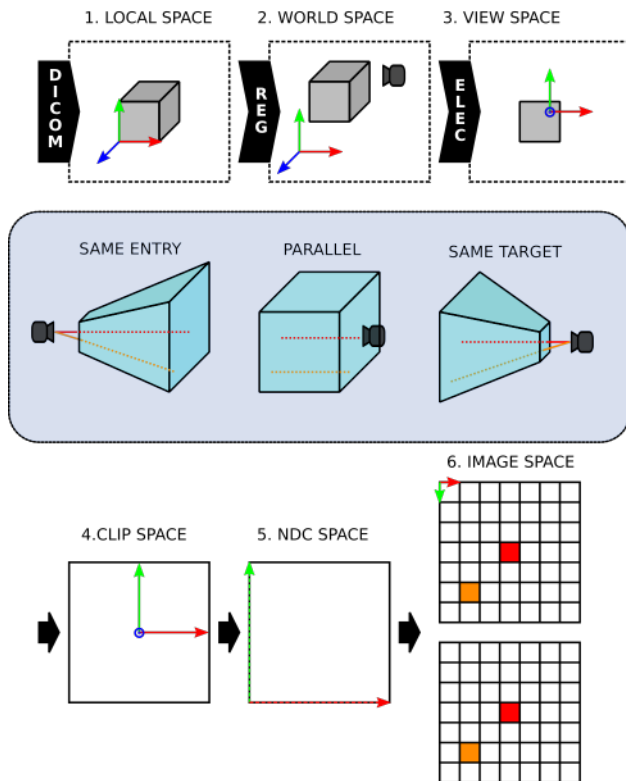 1. LOCAL SPACE
2. WORLD SPACE
3. VIEW SPACE
DICOM
REG
ELEC
SAME ENTRY
PARALLEL
SAME TARGET
6. IMAGE SPACE
4.CLIP SPACE
5. NDC SPACE